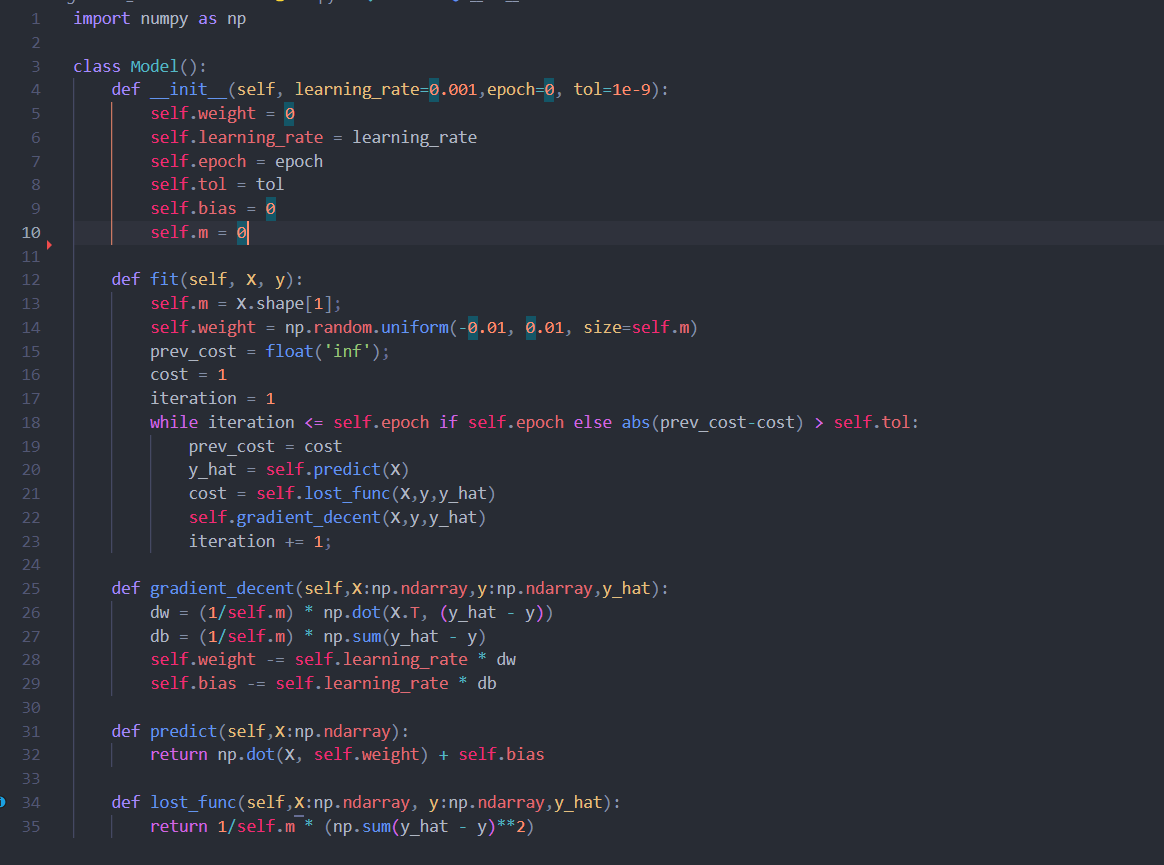 1 import numpy as np
2
3 class Model():
4     def __init__(self, learning_rate=0.001,epoch=0, tol=1e-9):
5         self.weight = 0
6         self.learning_rate = learning_rate
7         self.epoch = epoch
8         self.tol = tol
9         self.bias = 0
10         self.m = 0
11
12     def fit(self, X, y):
13         self.m = X.shape[1];
14         self.weight = np.random.uniform(-0.01, 0.01, size=self.m)
15         prev_cost = float('inf');
16         cost = 1
17         iteration = 1
18         while iteration <= self.epoch if self.epoch else abs(prev_cost-cost) > self.tol:
19             prev_cost = cost
20             y_hat = self.predict(X)
21             cost = self.lost_func(X,y,y_hat)
22             self.gradient_decent(X,y,y_hat)
23             iteration += 1;
24
25     def gradient_decent(self,X:np.ndarray,y:np.ndarray,y_hat):
26         dw = (1/self.m) * np.dot(X.T, (y_hat - y))
27         db = (1/self.m) * np.sum(y_hat - y)
28         self.weight -= self.learning_rate * dw
29         self.bias -= self.learning_rate * db
30
31     def predict(self,X:np.ndarray):
32         return np.dot(X, self.weight) + self.bias
33
34     def lost_func(self,X:np.ndarray, y:np.ndarray,y_hat):
35         return 1/self.m * (np.sum(y_hat - y)**2)